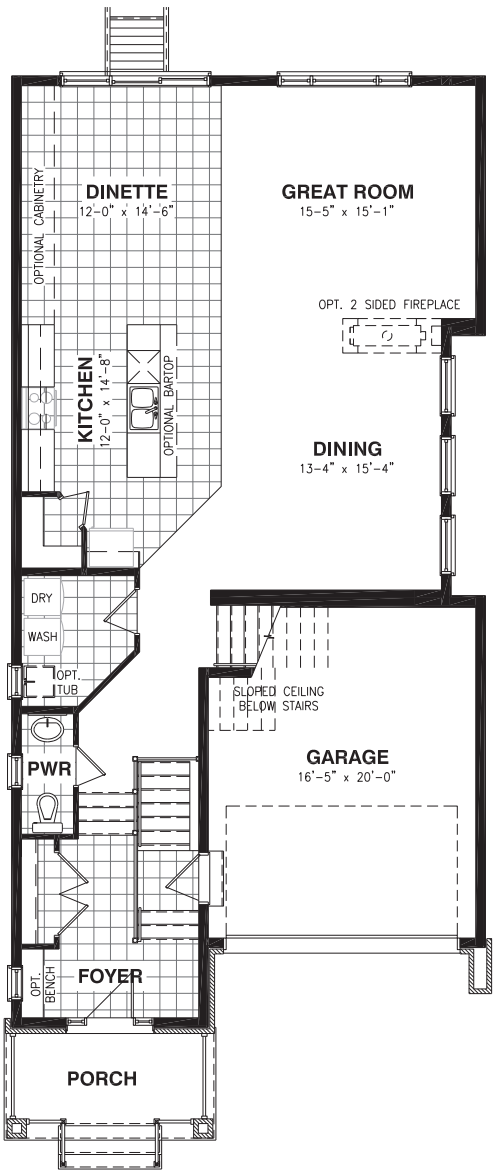 DINETTE
12-0" x 14'-6"
GREAT ROOM
15-5" x 15'-1"
OPTIONAL CABINETRY
OPT. 2 SIDED FIREPLACE
KITCHEN
12-0" x 14'-8"
OPTIONAL BARTOP
DINING
13-4" x 15'-4"
DRY
WASH
OPT.
TUB
SLOPED CEILING
BELOW STAIRS
PWR
GARAGE
16'-5" x 20'-0"
FOYER
OPT.
BENCH
PORCH